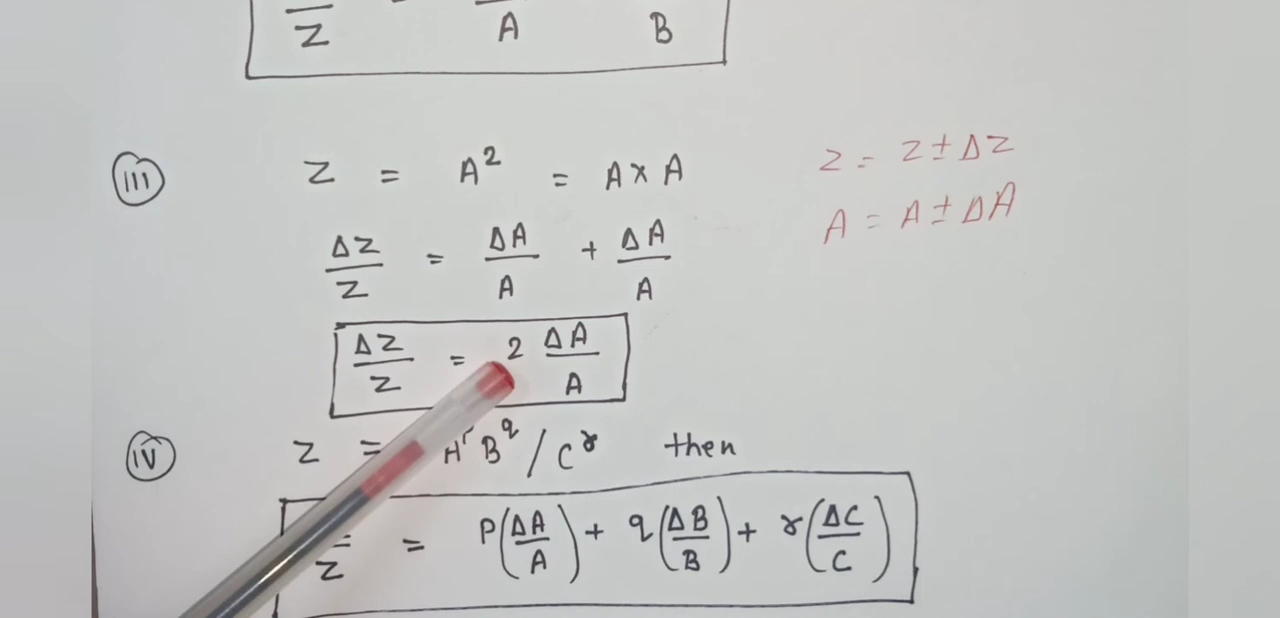 Z A B
(III) Z = A² = A × A
Z = Z ± ΔZ
A = A ± ΔA
ΔZ/Z = ΔA/A + ΔA/A
ΔZ/Z = 2 ΔA/A
(IV) Z = A^p B^q / C^r then
Z = P(ΔA/A) + q(ΔB/B) + r(ΔC/C)